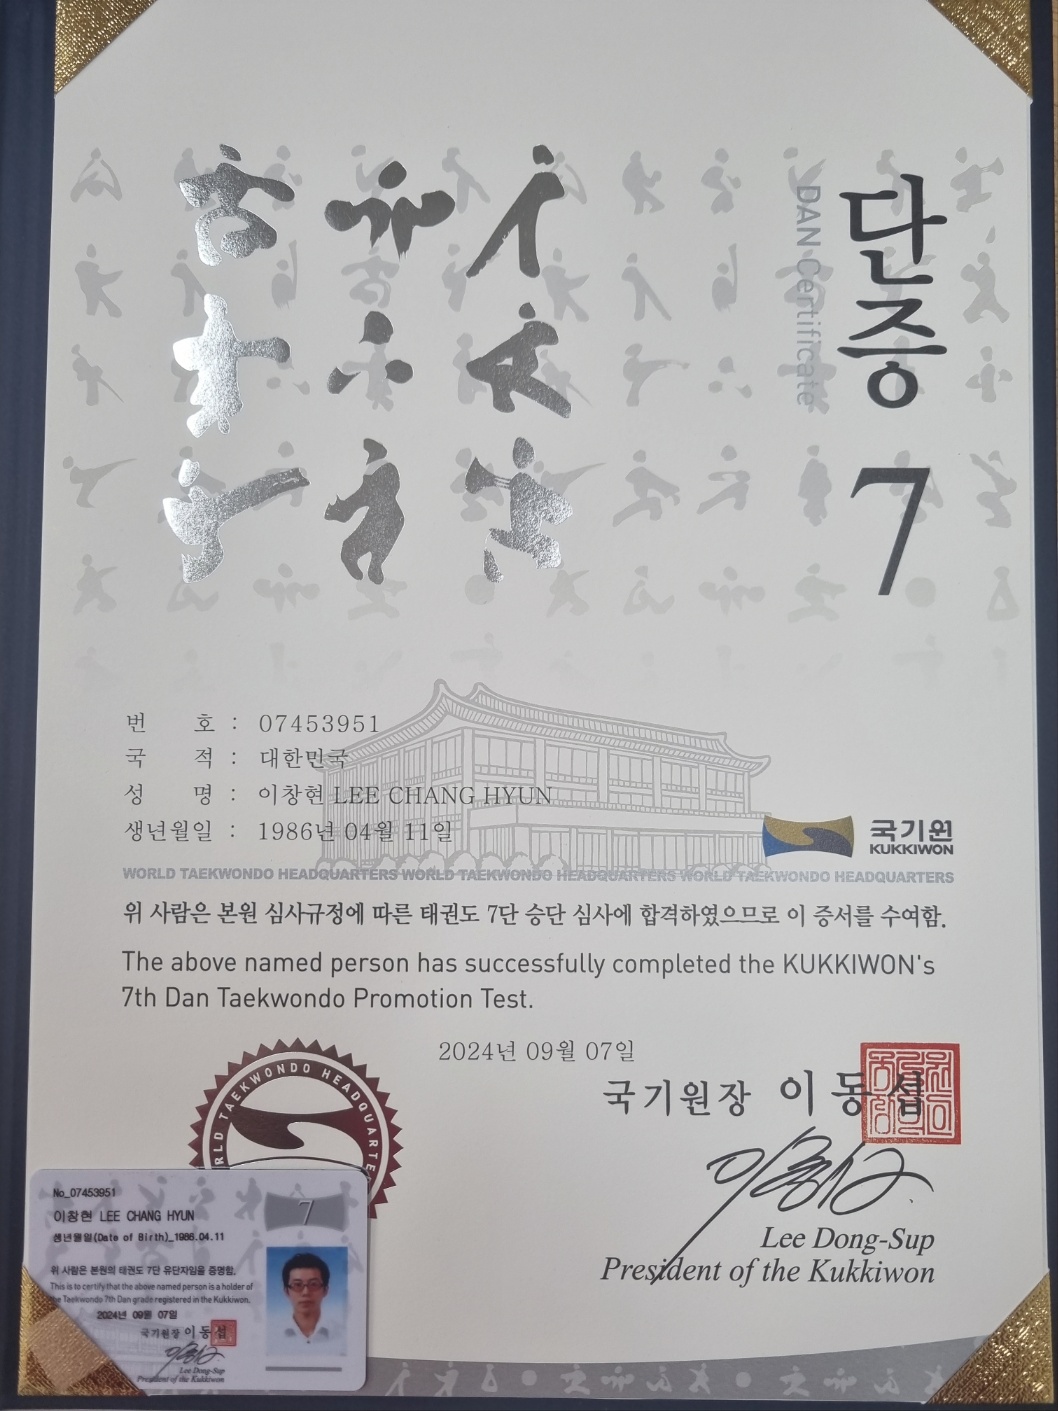 단증 7
DAN Certificate
번 호 : 07453951
국 적 : 대한민국
성 명 : 이창현 LEE CHANG HYUN
생년월일 : 1986년 04월 11일
국기원
KUKKIWON
WORLD TAEKWONDO HEADQUARTERS WORLD TAEKWONDO HEADQUARTERS WORLD TAEKWONDO HEADQUARTERS
위 사람은 본원 심사규정에 따른 태권도 7단 승단 심사에 합격하였으므로 이 증서를 수여함.
The above named person has successfully completed the KUKKIWON's
7th Dan Taekwondo Promotion Test.
2024년 09월 07일
국기원장 이동섭
Lee Dong-Sup
President of the Kukkiwon
TAEKWONDO HEADQUARTE
No_07453951
7
이창현 LEE CHANG HYUN
생년월일(Date of Birth)_1986.04.11
위 사람은 본원의 태권도 7단 유단자임을 증명함.
This is to certify that the above named person is a holder of
the Taekwondo 7th Dan grade registered in the Kukkiwon.
2024년 09월 07일
국기원장 이동섭
Lee Dong-Sup
President of the Kukkiwon